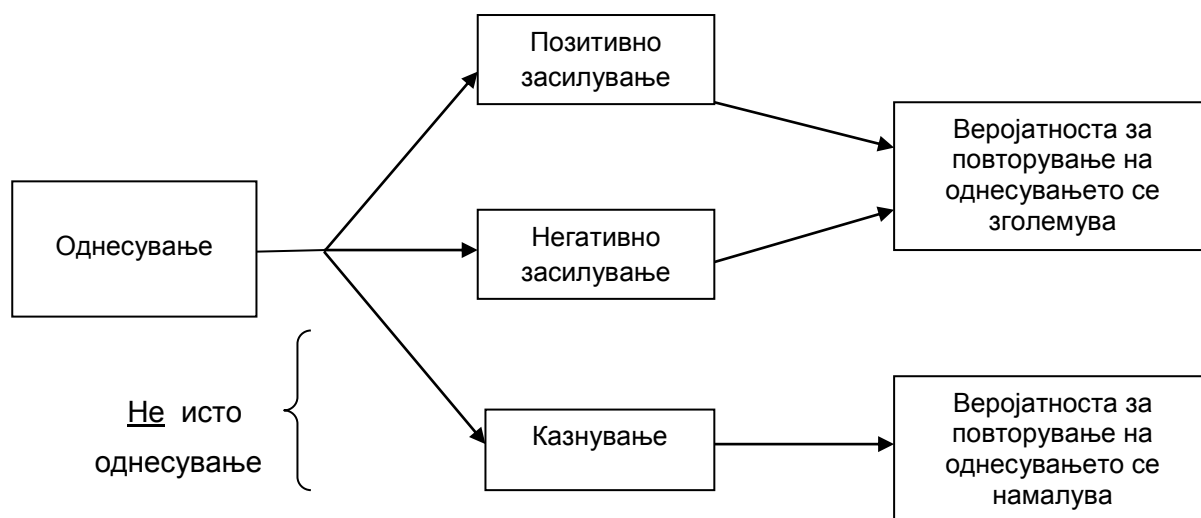 Позитивно
засилување
Веројатноста за
повторување на
однесувањето се
зголемува
Однесување
Негативно
засилување
Не исто
однесување
Казнување
Веројатноста за
повторување на
однесувањето се
намалува